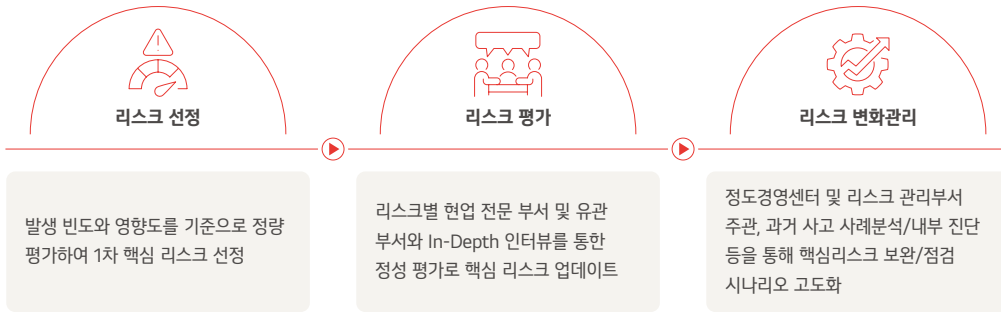 리스크 선정
리스크 평가
리스크 변화관리
발생 빈도와 영향도를 기준으로 정량
평가하여 1차 핵심 리스크 선정
리스크별 현업 전문 부서 및 유관
부서와 In-Depth 인터뷰를 통한
정성 평가로 핵심 리스크 업데이트
정도경영센터 및 리스크 관리부서
주관, 과거 사고 사례분석/내부 진단
등을 통해 핵심리스크 보완/점검
시나리오 고도화